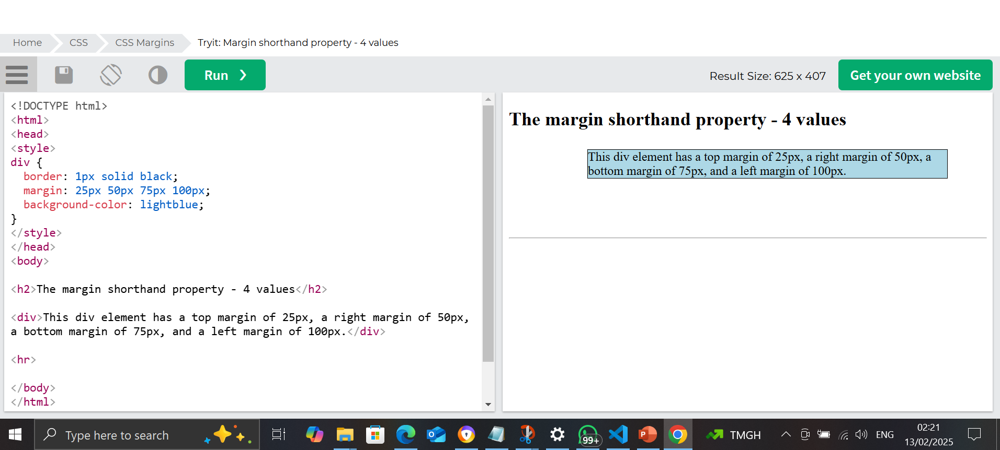 Home CSS CSS Margins Tryit: Margin shorthand property - 4 values
Run ❯
Result Size: 625 x 407
Get your own website
<!DOCTYPE html>
<html>
<head>
<style>
div {
  border: 1px solid black;
  margin: 25px 50px 75px 100px;
  background-color: lightblue;
}
</style>
</head>
<body>
<h2>The margin shorthand property - 4 values</h2>
<div>This div element has a top margin of 25px, a right margin of 50px,
a bottom margin of 75px, and a left margin of 100px.</div>
<hr>
</body>
</html>
The margin shorthand property - 4 values
This div element has a top margin of 25px, a right margin of 50px, a
bottom margin of 75px, and a left margin of 100px.
Type here to search
99+
TMGH
ENG
02:21
13/02/2025